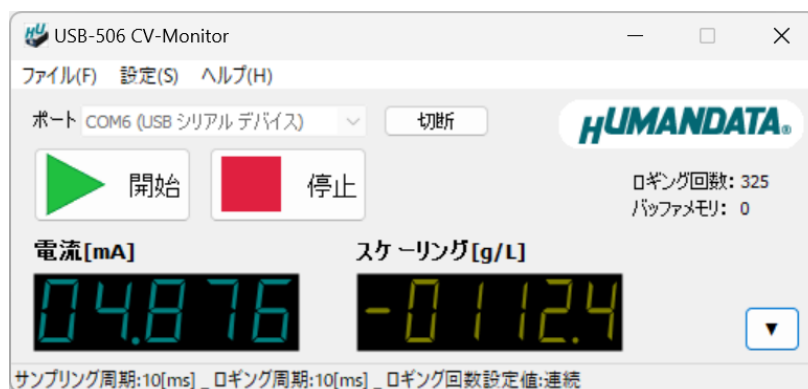 USB-506 CV-Monitor
ファイル(F) 設定(S) ヘルプ(H)
ポート COM6 (USB シリアル デバイス) 切断
HUMANDATA®
開始 停止
ロギング回数: 325
バッファメモリ: 0
電流[mA] スケーリング[g/L]
04.876 -0112.4
サンプリング周期:10[ms] _ ロギング周期:10[ms] _ ロギング回数設定値:連続